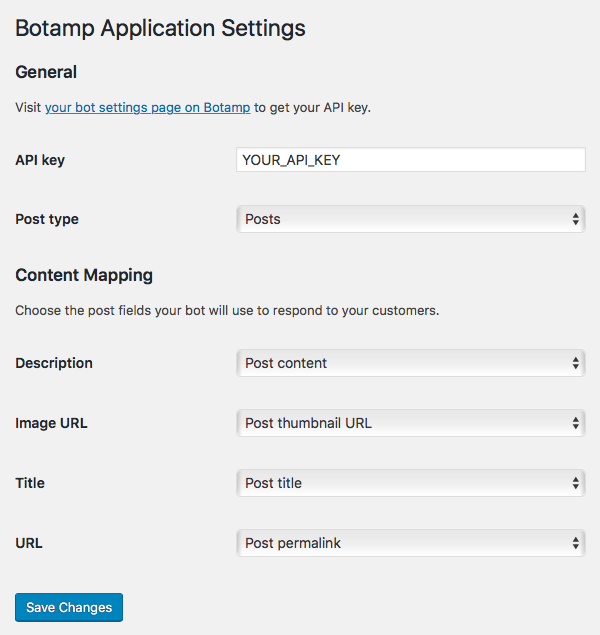 Botamp Application Settings
General
Visit your bot settings page on Botamp to get your API key.
API key YOUR_API_KEY
Post type Posts
Content Mapping
Choose the post fields your bot will use to respond to your customers.
Description Post content
Image URL Post thumbnail URL
Title Post title
URL Post permalink
Save Changes